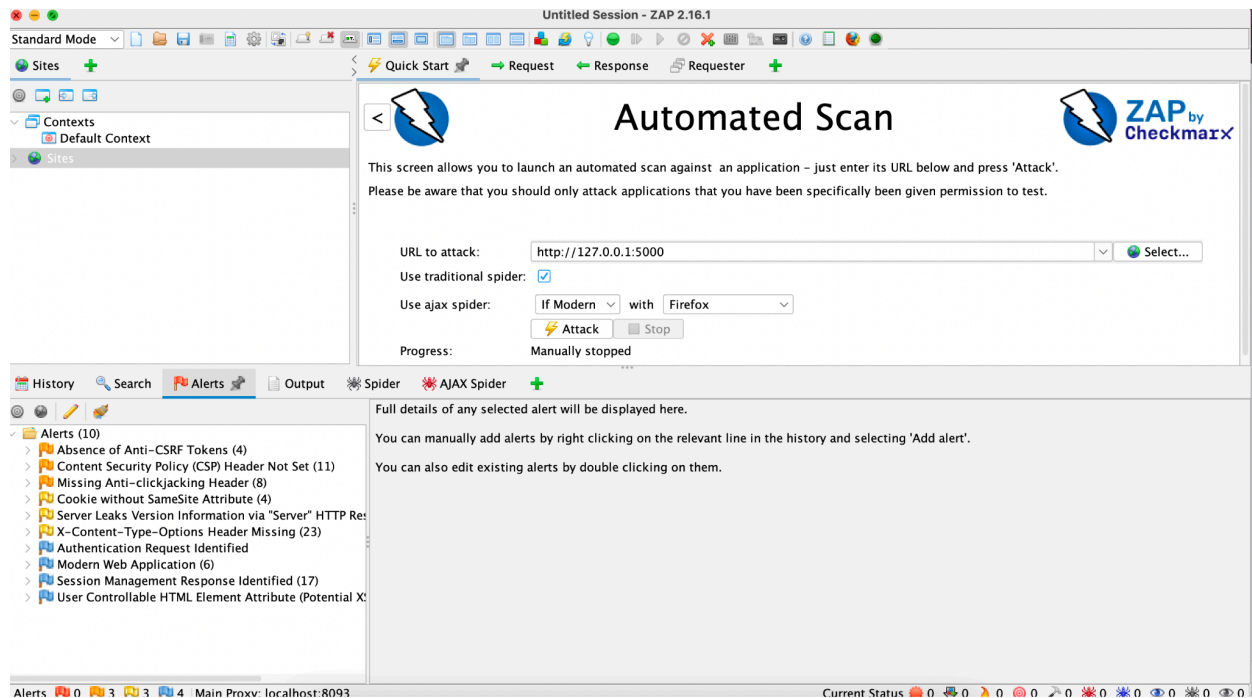 Untitled Session - ZAP 2.16.1
Standard Mode
Sites
Quick Start
Request
Response
Requester
Contexts
Default Context
Sites
<
Automated Scan
ZAP by
Checkmarx
This screen allows you to launch an automated scan against an application – just enter its URL below and press 'Attack'.
Please be aware that you should only attack applications that you have been specifically been given permission to test.
URL to attack: http://127.0.0.1:5000 Select...
Use traditional spider:
Use ajax spider: If Modern with Firefox
Attack Stop
Progress: Manually stopped
History Search Alerts Output Spider AJAX Spider
Alerts (10)
Absence of Anti-CSRF Tokens (4)
Content Security Policy (CSP) Header Not Set (11)
Missing Anti-clickjacking Header (8)
Cookie without SameSite Attribute (4)
Server Leaks Version Information via "Server" HTTP Res
X-Content-Type-Options Header Missing (23)
Authentication Request Identified
Modern Web Application (6)
Session Management Response Identified (17)
User Controllable HTML Element Attribute (Potential XS
Full details of any selected alert will be displayed here.
You can manually add alerts by right clicking on the relevant line in the history and selecting 'Add alert'.
You can also edit existing alerts by double clicking on them.
Alerts 0 3 3 4 Main Proxy: localhost:8093 Current Status 0 0 0 0 0 0 0 0 0 0